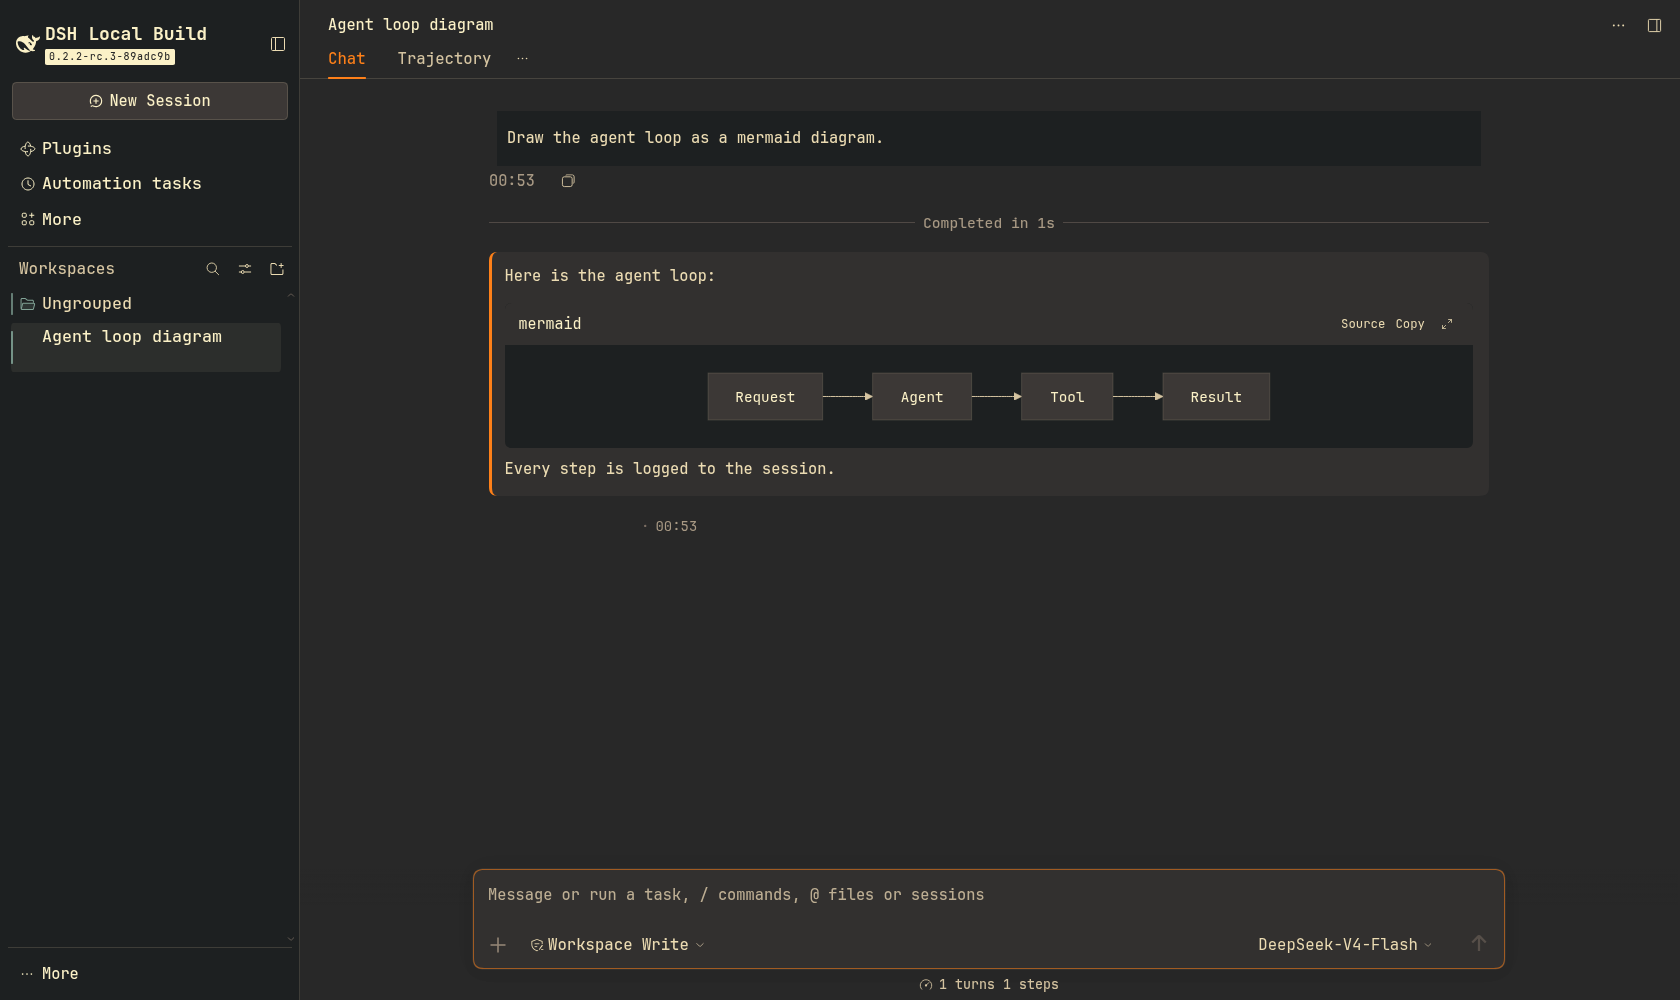 DSH Local Build
0.2.2-rc.3-89adc9b
New Session
Plugins
Automation tasks
More
Workspaces
Ungrouped
Agent loop diagram
More
Agent loop diagram
Chat
Trajectory
Draw the agent loop as a mermaid diagram.
00:53
Completed in 1s
Here is the agent loop:
mermaid
Source Copy
Request
Agent
Tool
Result
Every step is logged to the session.
· 00:53
Message or run a task, / commands, @ files or sessions
Workspace Write
DeepSeek-V4-Flash
1 turns 1 steps